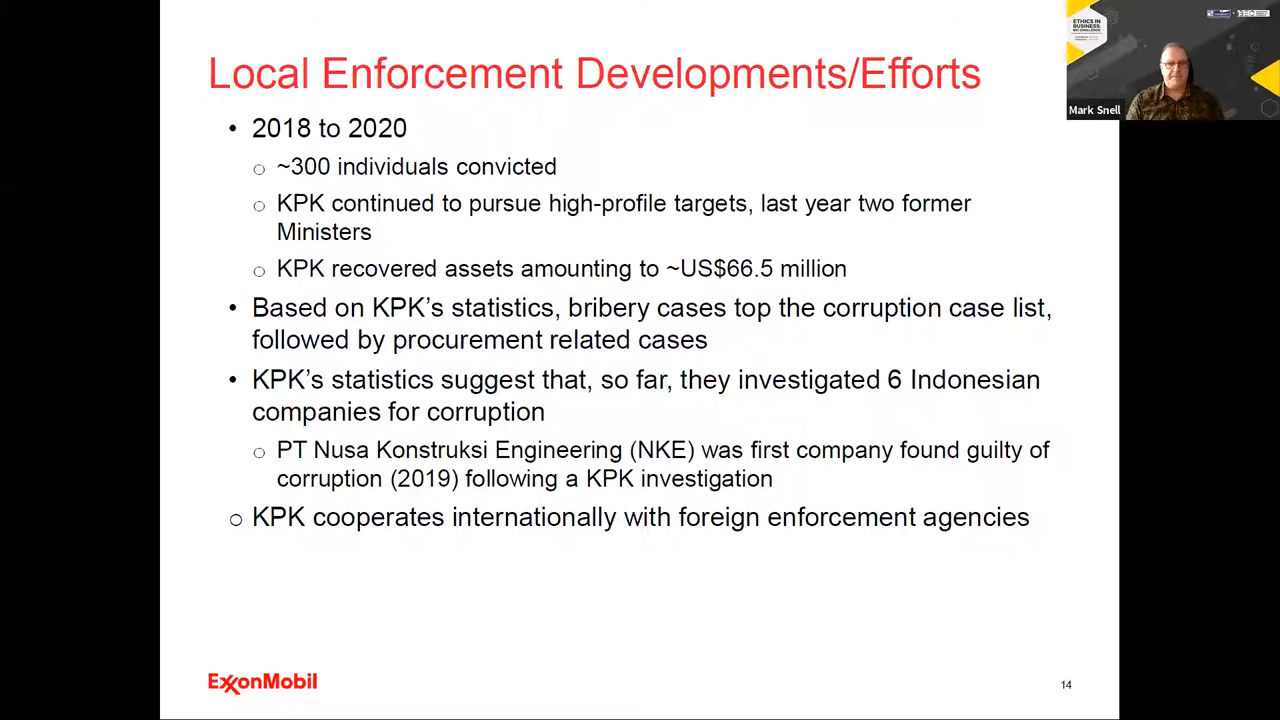 Local Enforcement Developments/Efforts
• 2018 to 2020
○ ~300 individuals convicted
○ KPK continued to pursue high-profile targets, last year two former
Ministers
○ KPK recovered assets amounting to ~US$66.5 million
• Based on KPK’s statistics, bribery cases top the corruption case list,
followed by procurement related cases
• KPK’s statistics suggest that, so far, they investigated 6 Indonesian
companies for corruption
○ PT Nusa Konstruksi Engineering (NKE) was first company found guilty of
corruption (2019) following a KPK investigation
○ KPK cooperates internationally with foreign enforcement agencies
ExxonMobil
14
ETHICS IN
BUSINESS:
Mark Snell